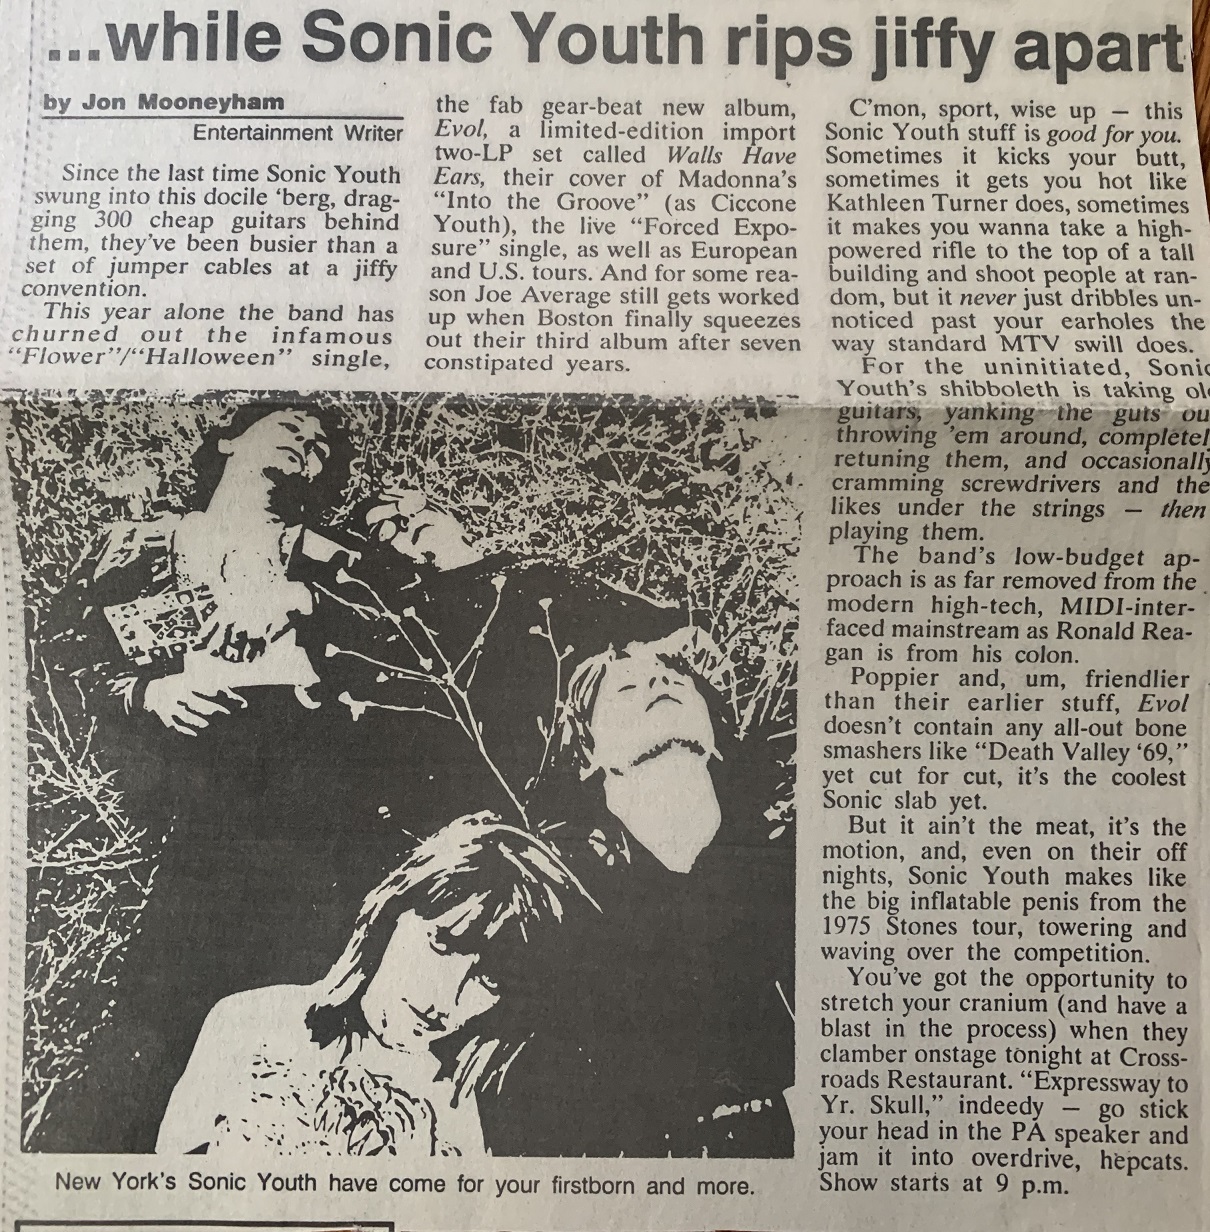 ...while Sonic Youth rips jiffy apart
by Jon Mooneyham
Entertainment Writer
Since the last time Sonic Youth
swung into this docile ‘berg, drag-
ging 300 cheap guitars behind
them, they've been busier than a
set of jumper cables at a jiffy
convention.
This year alone the band has
churned out the infamous
“Flower”/“Halloween” single,
the fab gear-beat new album,
Evol, a limited-edition import
two-LP set called Walls Have
Ears, their cover of Madonna's
“Into the Groove” (as Ciccone
Youth), the live “Forced Expo-
sure” single, as well as European
and U.S. tours. And for some rea-
son Joe Average still gets worked
up when Boston finally squeezes
out their third album after seven
constipated years.
C'mon, sport, wise up — this
Sonic Youth stuff is good for you.
Sometimes it kicks your butt,
sometimes it gets you hot like
Kathleen Turner does, sometimes
it makes you wanna take a high-
powered rifle to the top of a tall
building and shoot people at ran-
dom, but it never just dribbles un-
noticed past your earholes the
way standard MTV swill does.
For the uninitiated, Sonic
Youth's shibboleth is taking ol
guitars, yanking the guts ou
throwing 'em around, completel
retuning them, and occasionally
cramming screwdrivers and the
likes under the strings — then
playing them.
The band's low-budget ap-
proach is as far removed from the
modern high-tech, MIDI-inter-
faced mainstream as Ronald Rea-
gan is from his colon.
Poppier and, um, friendlier
than their earlier stuff, Evol
doesn't contain any all-out bone
smashers like “Death Valley ‘69,”
yet cut for cut, it's the coolest
Sonic slab yet.
But it ain't the meat, it's the
motion, and, even on their off
nights, Sonic Youth makes like
the big inflatable penis from the
1975 Stones tour, towering and
waving over the competition.
You've got the opportunity to
stretch your cranium (and have a
blast in the process) when they
clamber onstage tonight at Cross-
roads Restaurant. “Expressway to
Yr. Skull,” indeedy — go stick
your head in the PA speaker and
jam it into overdrive, hepcats.
Show starts at 9 p.m.
New York's Sonic Youth have come for your firstborn and more.